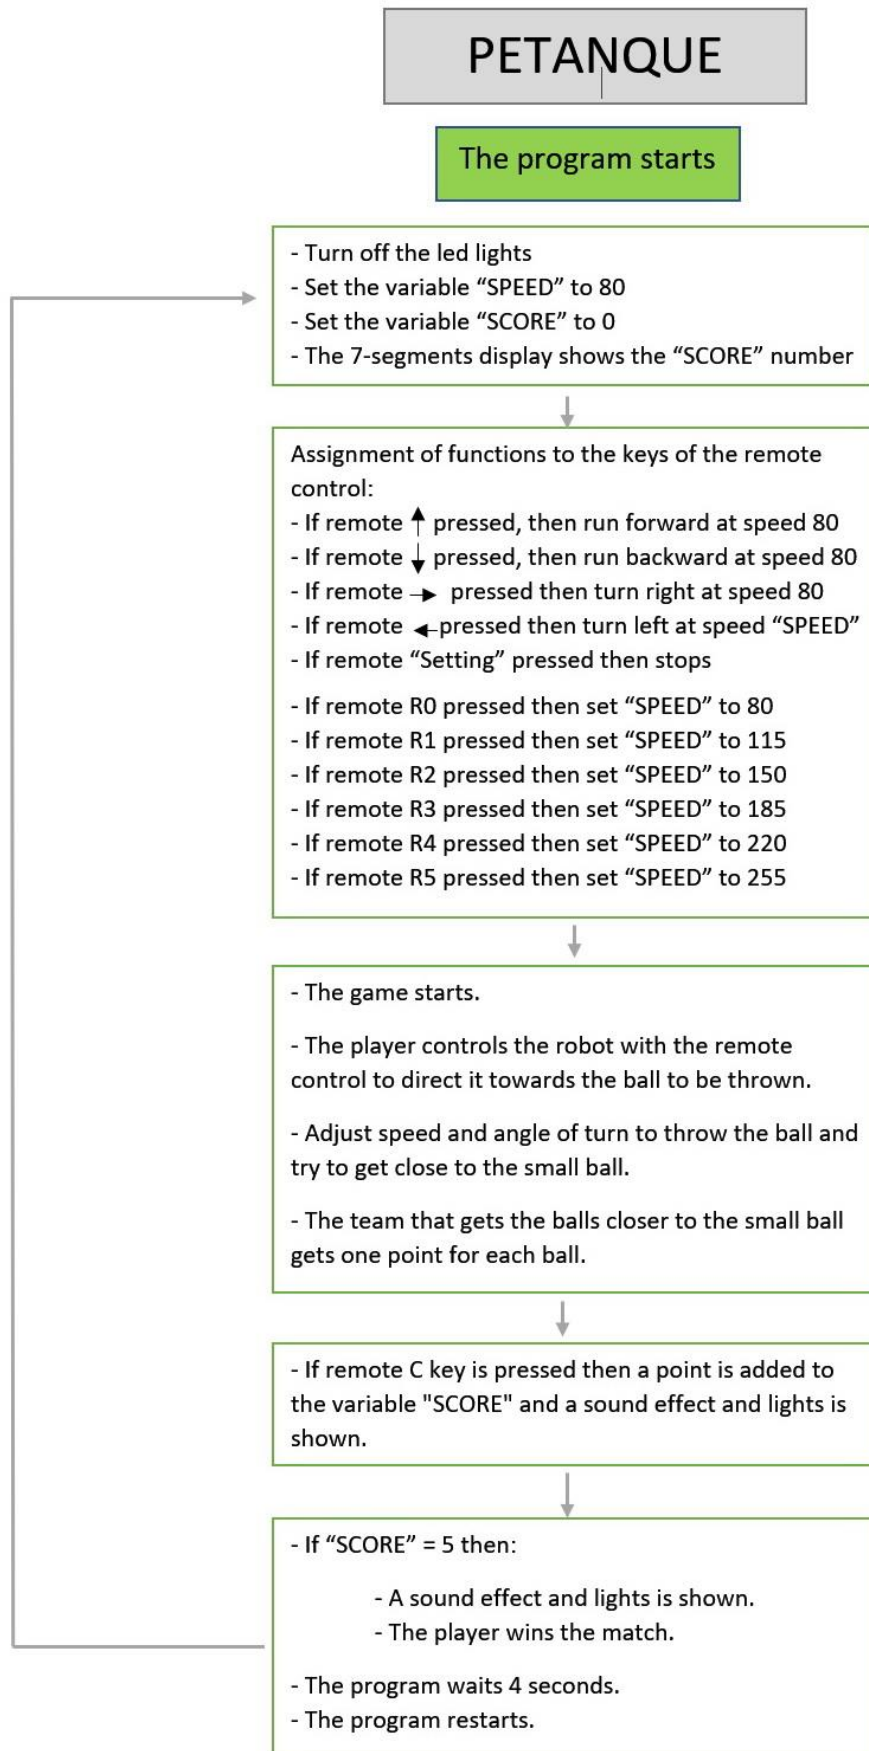 PETANQUE
The program starts
- Turn off the led lights
- Set the variable “SPEED” to 80
- Set the variable “SCORE” to 0
- The 7-segments display shows the “SCORE” number
Assignment of functions to the keys of the remote
control:
- If remote ↑ pressed, then run forward at speed 80
- If remote ↓ pressed, then run backward at speed 80
- If remote → pressed then turn right at speed 80
- If remote ← pressed then turn left at speed “SPEED”
- If remote “Setting” pressed then stops
- If remote R0 pressed then set “SPEED” to 80
- If remote R1 pressed then set “SPEED” to 115
- If remote R2 pressed then set “SPEED” to 150
- If remote R3 pressed then set “SPEED” to 185
- If remote R4 pressed then set “SPEED” to 220
- If remote R5 pressed then set “SPEED” to 255
- The game starts.
- The player controls the robot with the remote
control to direct it towards the ball to be thrown.
- Adjust speed and angle of turn to throw the ball and
try to get close to the small ball.
- The team that gets the balls closer to the small ball
gets one point for each ball.
- If remote C key is pressed then a point is added to
the variable "SCORE" and a sound effect and lights is
shown.
- If “SCORE” = 5 then:
- A sound effect and lights is shown.
- The player wins the match.
- The program waits 4 seconds.
- The program restarts.